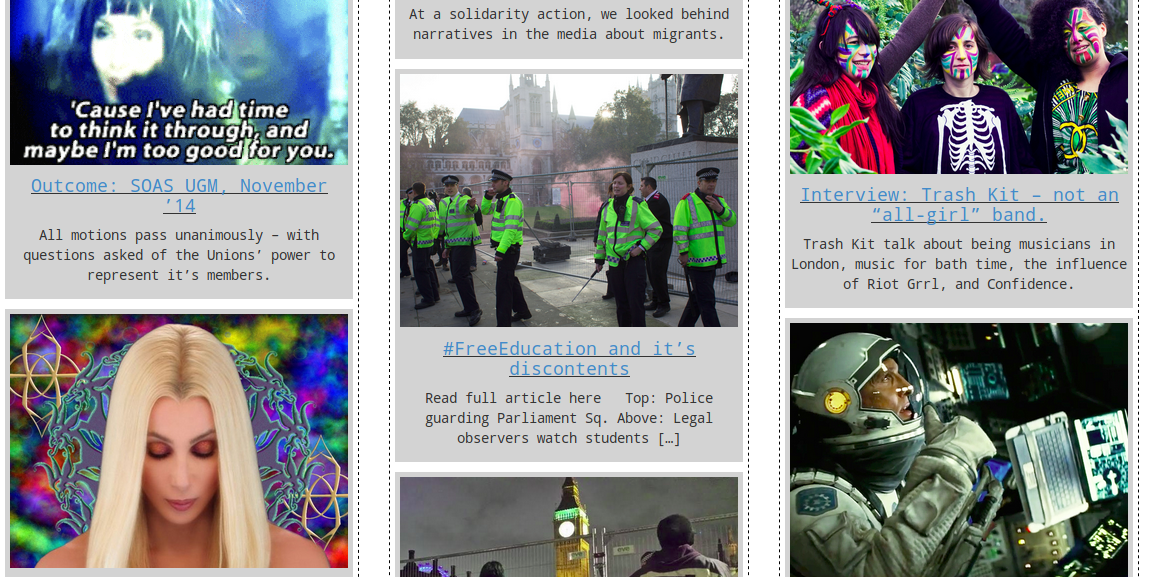 'Cause I've had time
to think it through, and
maybe I'm too good for you.
Outcome: SOAS UGM, November
’14
All motions pass unanimously – with
questions asked of the Unions’ power to
represent it’s members.
At a solidarity action, we looked behind
narratives in the media about migrants.
#FreeEducation and it’s
discontents
Read full article here   Top: Police
guarding Parliament Sq. Above: Legal
observers watch students […]
Interview: Trash Kit – not an
“all-girl” band.
Trash Kit talk about being musicians in
London, music for bath time, the influence
of Riot Grrl, and Confidence.